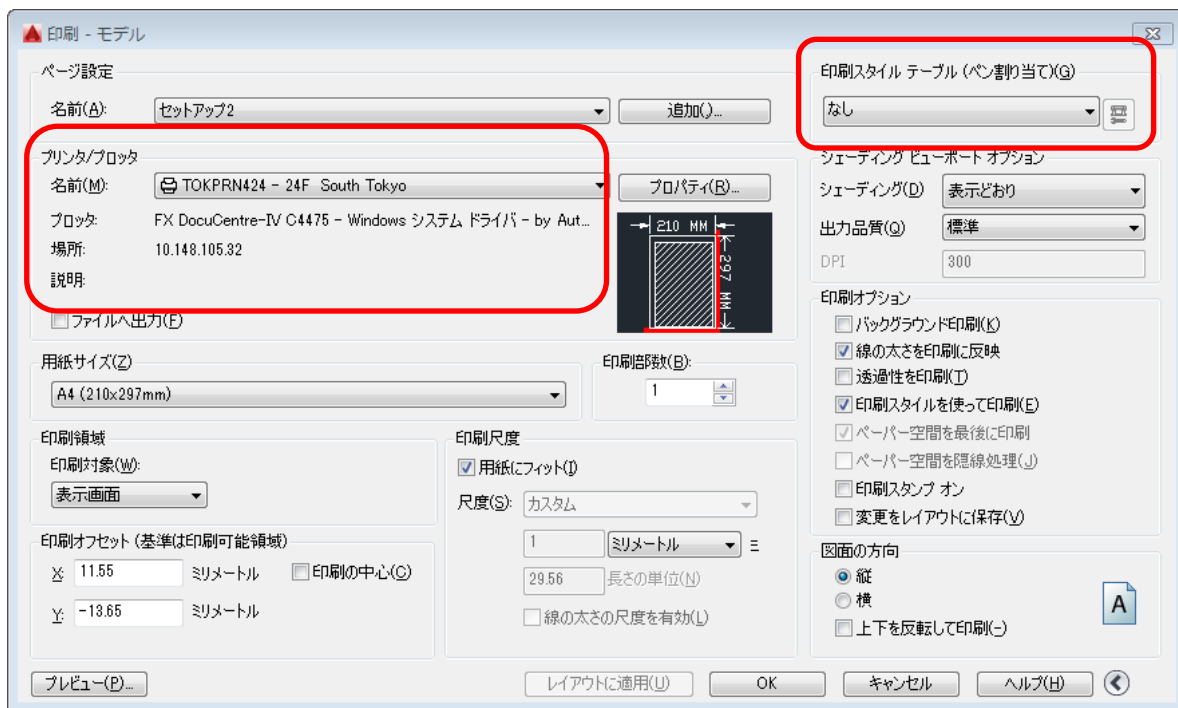 印刷 - モデル
ページ設定
名前(A):
セットアップ2
追加()...
プリンタ/プロッタ
名前(M):
TOKPRN424 - 24F South Tokyo
プロパティ(R)...
プロッタ:
FX DocuCentre-IV C4475 - Windows システム ドライバ - by Aut...
場所:
10.148.105.32
説明:
ファイルへ出力(F)
210 MM
297 MM
用紙サイズ(Z)
A4 (210x297mm)
印刷部数(B):
1
印刷領域
印刷対象(W):
表示画面
印刷オフセット (基準は印刷可能領域)
X: 11.55 ミリメートル
印刷の中心(C)
Y: -13.65 ミリメートル
印刷尺度
用紙にフィット(I)
尺度(S): カスタム
1 ミリメートル =
29.56 長さの単位(N)
線の太さの尺度を有効(L)
印刷スタイル テーブル (ペン割り当て)(G)
なし
シェーディング ビューポート オプション
シェーディング(D) 表示どおり
出力品質(Q) 標準
DPI 300
印刷オプション
バックグラウンド印刷(K)
線の太さを印刷に反映
透過性を印刷(T)
印刷スタイルを使って印刷(E)
ペーパー空間を最後に印刷
ペーパー空間を隠線処理(J)
印刷スタンプ オン
変更をレイアウトに保存(V)
図面の方向
縦
横
上下を反転して印刷(-)
A
プレビュー(P)...
レイアウトに適用(U)
OK
キャンセル
ヘルプ(H)